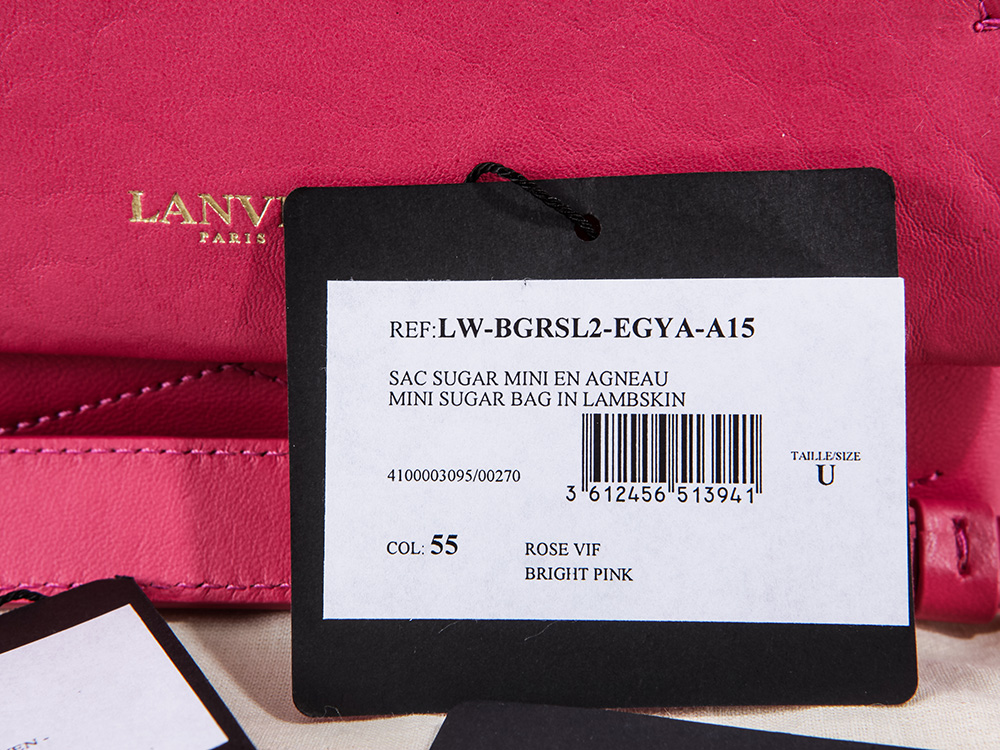 LANV
PARIS
REF:LW-BGRSL2-EGYA-A15
SAC SUGAR MINI EN AGNEAU
MINI SUGAR BAG IN LAMBSKIN
4100003095/00270
3 612456 513941
TAILLE/SIZE
U
COL: 55
ROSE VIF
BRIGHT PINK